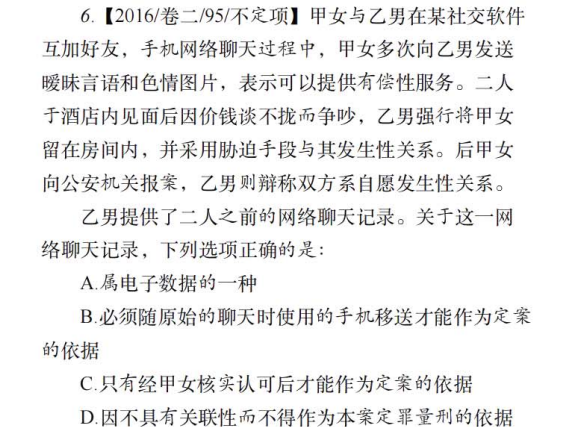 6.【2016/卷二/95/不定项】甲女与乙男在某社交软件
互加好友，手机网络聊天过程中，甲女多次向乙男发送
暧昧言语和色情图片，表示可以提供有偿性服务。二人
于酒店内见面后因价钱谈不拢而争吵，乙男强行将甲女
留在房间内，并采用胁迫手段与其发生性关系。后甲女
向公安机关报案，乙男则辩称双方系自愿发生性关系。
乙男提供了二人之前的网络聊天记录。关于这一网
络聊天记录，下列选项正确的是：
A.属电子数据的一种
B.必须随原始的聊天时使用的手机移送才能作为定案
的依据
C.只有经甲女核实认可后才能作为定案的依据
D.因不具有关联性而不得作为本案定罪量刑的依据